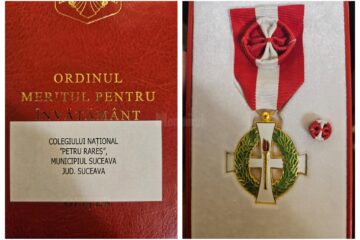 ORDINUL
MERITUL PENTRU
ÎNVĂȚĂMÂNT
COLEGIULUI NAȚIONAL
"PETRU RAREȘ",
MUNICIPIUL SUCEAVA
JUD. SUCEAVA